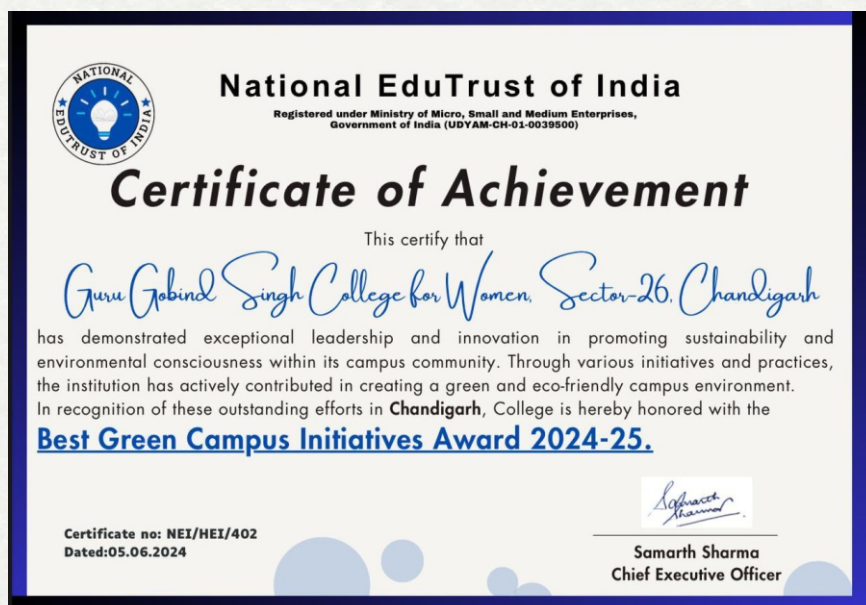 NATIONAL
EDUTRUST OF INDIA
National EduTrust of India
Registered under Ministry of Micro, Small and Medium Enterprises,
Government of India (UDYAM-CH-01-0039500)
Certificate of Achievement
This certify that
Guru Gobind Singh College for Women, Sector-26, Chandigarh
has demonstrated exceptional leadership and innovation in promoting sustainability and
environmental consciousness within its campus community. Through various initiatives and practices,
the institution has actively contributed in creating a green and eco-friendly campus environment.
In recognition of these outstanding efforts in Chandigarh, College is hereby honored with the
Best Green Campus Initiatives Award 2024-25.
Samarth
Sharma
Certificate no: NEI/HEI/402
Dated:05.06.2024
Samarth Sharma
Chief Executive Officer